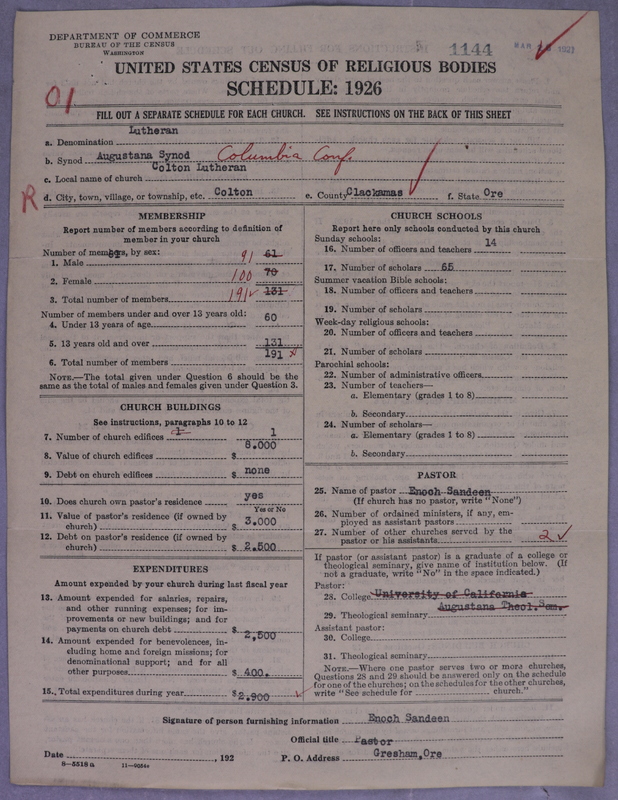 DEPARTMENT OF COMMERCE
BUREAU OF THE CENSUS
WASHINGTON
1144
UNITED STATES CENSUS OF RELIGIOUS BODIES
SCHEDULE: 1926
01
FILL OUT A SEPARATE SCHEDULE FOR EACH CHURCH. SEE INSTRUCTIONS ON THE BACK OF THIS SHEET
a. Denomination Lutheran
b. Synod Augustana Synod Columbia Conf.
c. Local name of church Colton Lutheran
R
d. City, town, village, or township, etc. Colton e. County Clackamas f. State Ore
MEMBERSHIP
Report number of members according to definition of
member in your church
Number of members, by sex:
1. Male 91 61
2. Female 100 70
3. Total number of members 191 131
Number of members under and over 13 years old:
4. Under 13 years of age 60
5. 13 years old and over 131
6. Total number of members 191
NOTE.—The total given under Question 6 should be the
same as the total of males and females given under Question 3.
CHURCH BUILDINGS
See instructions, paragraphs 10 to 12
7. Number of church edifices 1 1
8. Value of church edifices $ 8.000
9. Debt on church edifices $ none
10. Does church own pastor's residence yes
Yes or No
11. Value of pastor's residence (if owned by
church) $ 3.000
12. Debt on pastor's residence (if owned by
church) $ 2.500
EXPENDITURES
Amount expended by your church during last fiscal year
13. Amount expended for salaries, repairs,
and other running expenses; for im-
provements or new buildings; and for
payments on church debt $ 2,500
14. Amount expended for benevolences, in-
cluding home and foreign missions; for
denominational support; and for all
other purposes $ 400.
15. Total expenditures during year $ 2.900
CHURCH SCHOOLS
Report here only schools conducted by this church
Sunday schools:
16. Number of officers and teachers 14
17. Number of scholars 65
Summer vacation Bible schools:
18. Number of officers and teachers
19. Number of scholars
Week-day religious schools:
20. Number of officers and teachers
21. Number of scholars
Parochial schools:
22. Number of administrative officers
23. Number of teachers—
a. Elementary (grades 1 to 8)
b. Secondary
24. Number of scholars—
a. Elementary (grades 1 to 8)
b. Secondary
PASTOR
25. Name of pastor Enoch Sandeen
(If church has no pastor, write "None")
26. Number of ordained ministers, if any, em-
ployed as assistant pastors
27. Number of other churches served by the
pastor or his assistants 2
If pastor (or assistant pastor) is a graduate of a college or
theological seminary, give name of institution below. (If
not a graduate, write "No" in the space indicated.)
Pastor:
28. College University of California
29. Theological seminary Augustana Theol. Sem.
Assistant pastor:
30. College
31. Theological seminary
NOTE.—Where one pastor serves two or more churches,
Questions 28 and 29 should be answered only on the schedule
for one of the churches; on the schedules for the other churches,
write "See schedule for church."
Signature of person furnishing information Enoch Sandeen
Official title Pastor
Date , 192 P. O. Address Gresham,Ore
8—5518 a